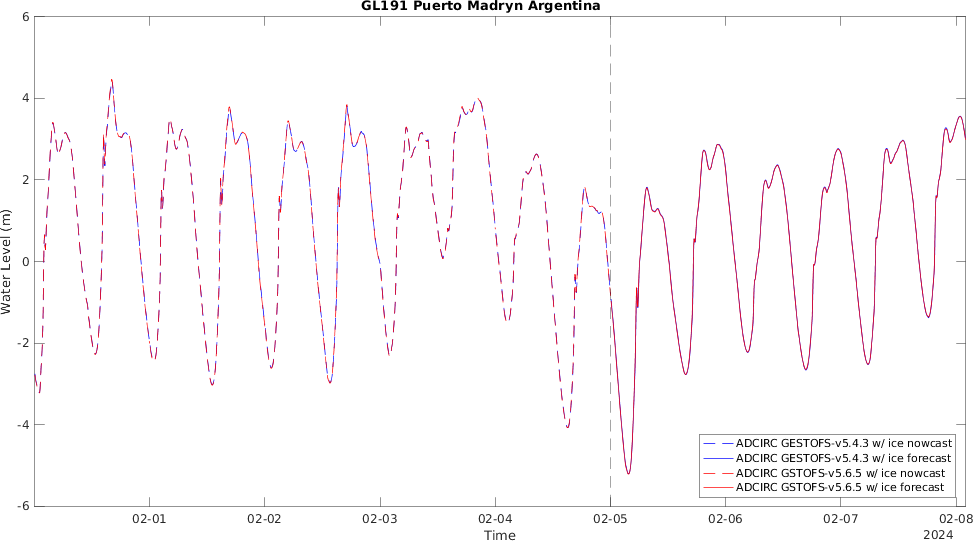 GL191 Puerto Madryn Argentina
6
4
2
0
-2
-4
-6
Water Level (m)
ADCIRC GESTOFS-v5.4.3 w/ ice nowcast
ADCIRC GESTOFS-v5.4.3 w/ ice forecast
ADCIRC GSTOFS-v5.6.5 w/ ice nowcast
ADCIRC GSTOFS-v5.6.5 w/ ice forecast
02-01 02-02 02-03 02-04 02-05 02-06 02-07 02-08
Time
2024